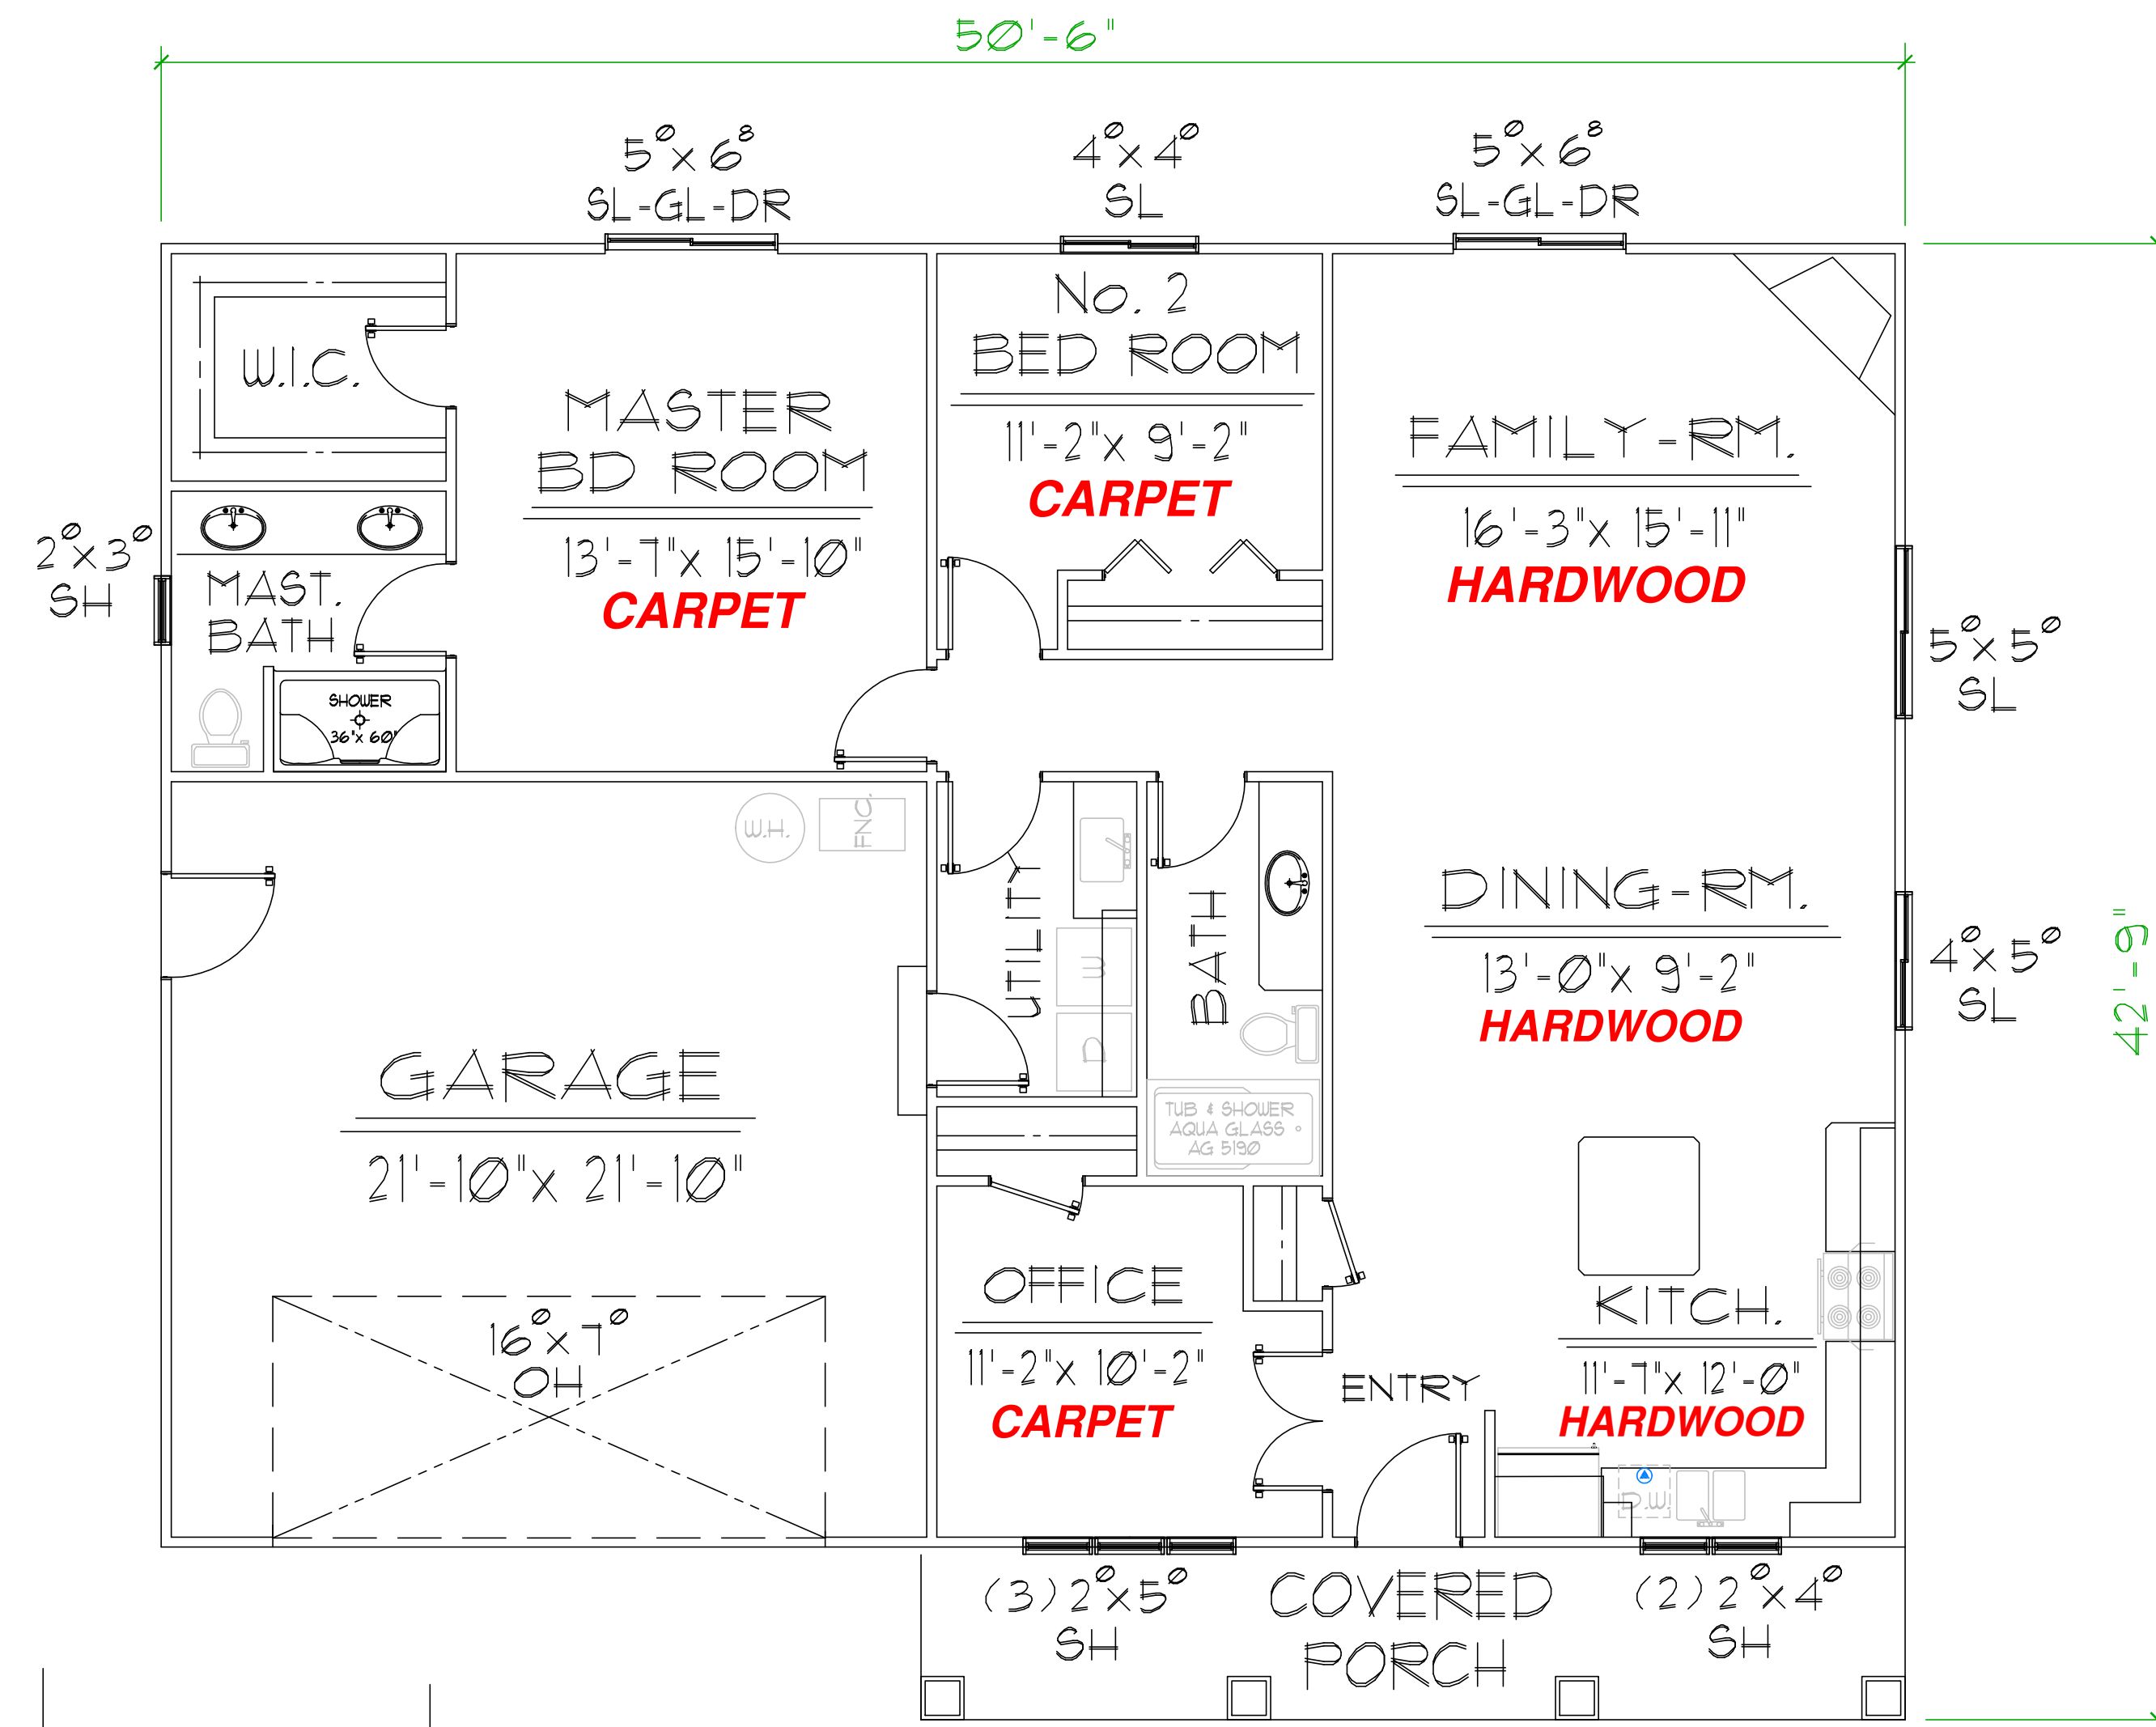 50'-6"
5⁰x 6⁸
SL-GL-DR
4⁰x 4⁰
SL
5⁰x 6⁸
SL-GL-DR
No. 2
BED ROOM
11'-2"x 9'-2"
CARPET
W.I.C.
MASTER
BD ROOM
13'-7"x 15'-10"
CARPET
FAMILY-RM.
16'-3"x 15'-11"
HARDWOOD
2⁰x 3⁰
SH
MAST.
BATH
SHOWER
36"x 60"
5⁰x 5⁰
SL
W.H.
FNC.
UTILITY
W
D
BATH
TUB & SHOWER
AQUA GLASS
AG 5190
DINING-RM.
13'-0"x 9'-2"
HARDWOOD
4⁰x 5⁰
SL
42'-9"
GARAGE
21'-10"x 21'-10"
16⁰x 7⁰
OH
OFFICE
11'-2"x 10'-2"
CARPET
ENTRY
KITCH.
11'-7"x 12'-0"
HARDWOOD
D.W.
(3) 2⁰x5⁰
SH
COVERED
PORCH
(2) 2⁰x4⁰
SH